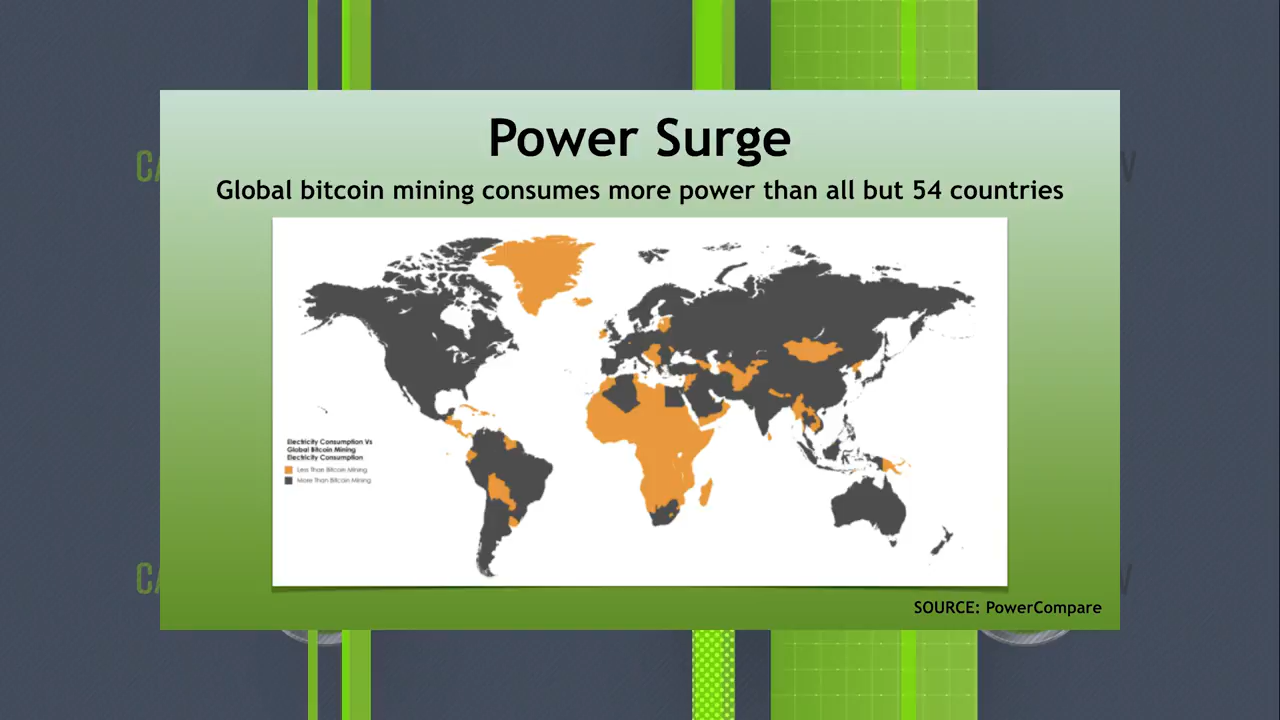 Power Surge
Global bitcoin mining consumes more power than all but 54 countries
Electricity Consumption Vs
Global Bitcoin Mining
Electricity Consumption
Less Than Bitcoin Mining
More Than Bitcoin Mining
SOURCE: PowerCompare